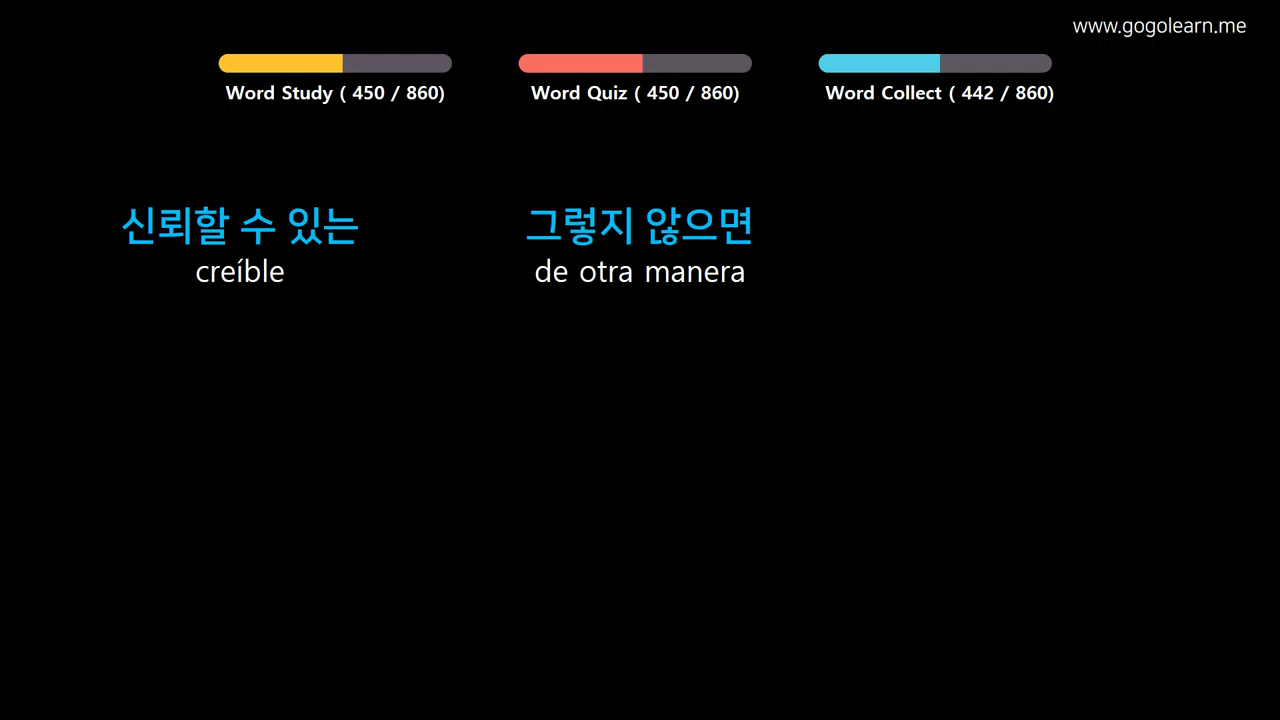 www.gogolearn.me
Word Study ( 450 / 860)
Word Quiz ( 450 / 860)
Word Collect ( 442 / 860)
신뢰할 수 있는
creíble
그렇지 않으면
de otra manera